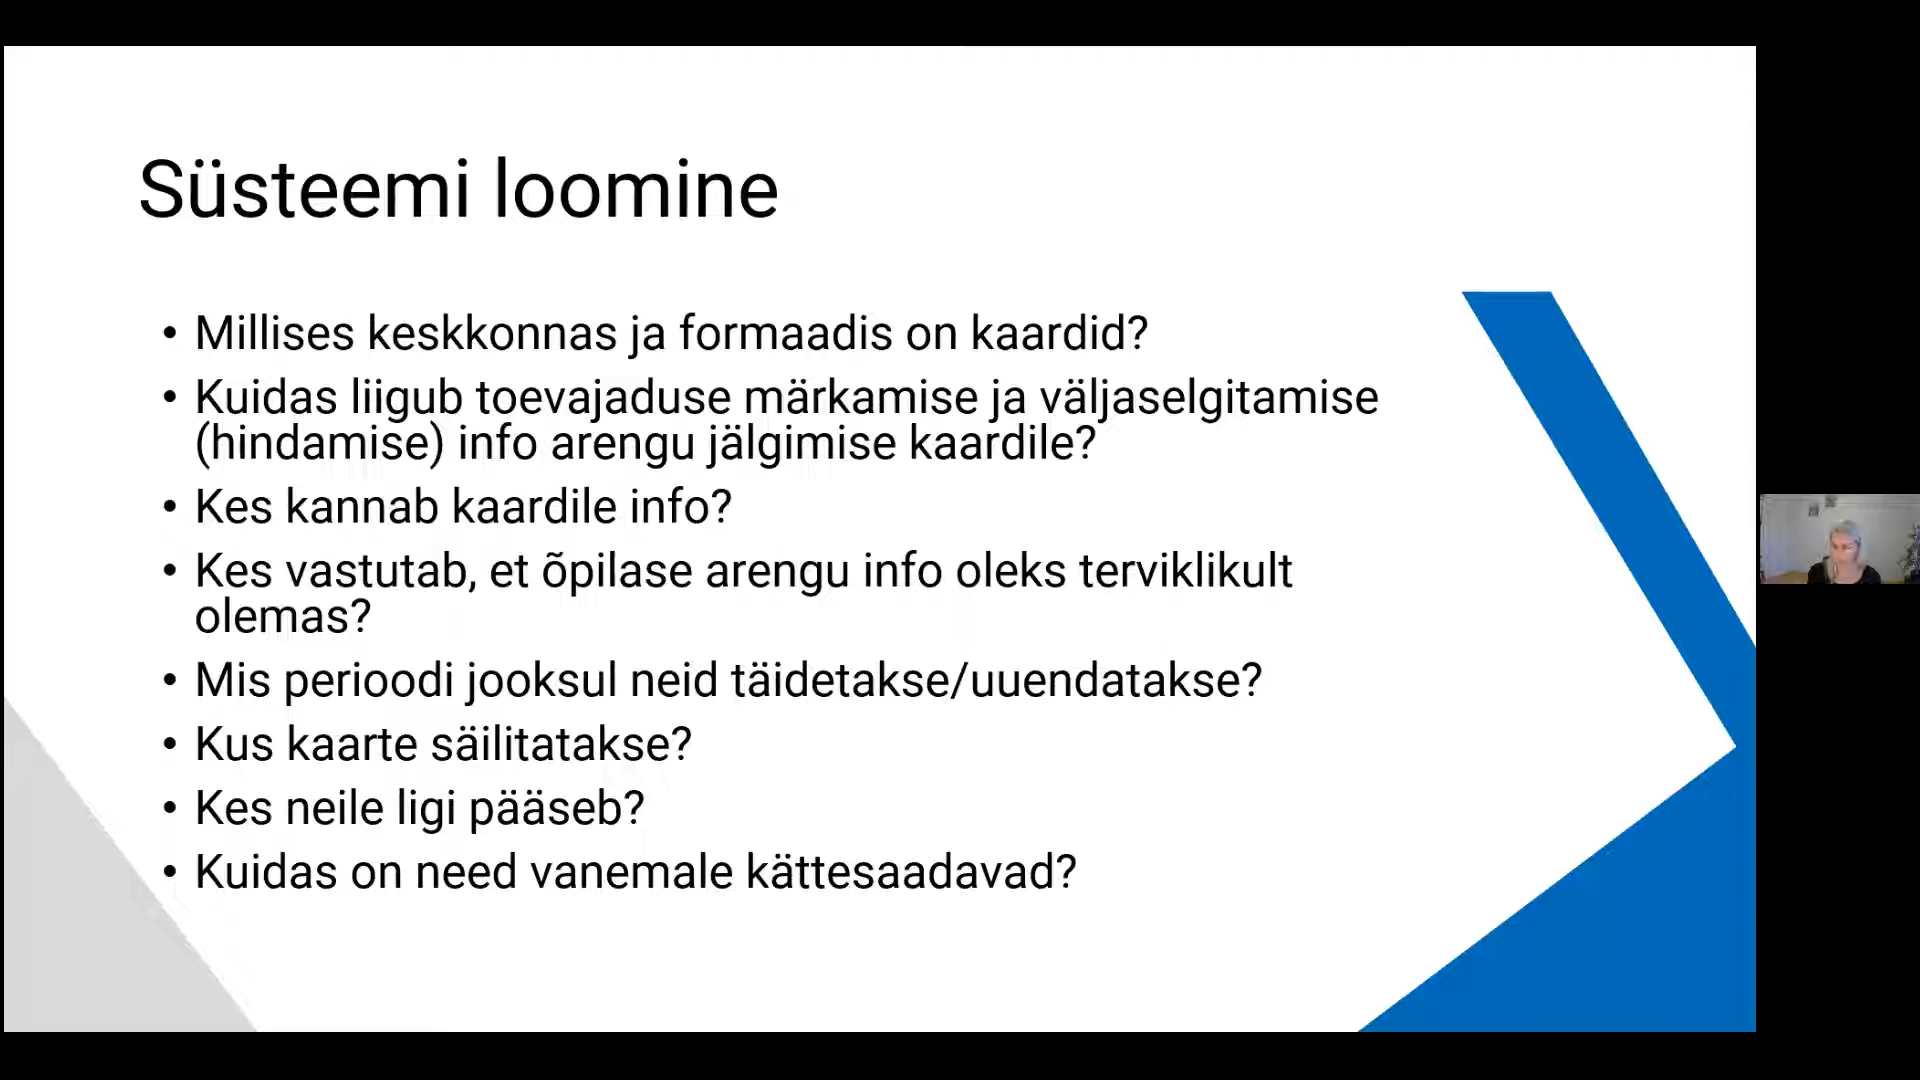 Süsteemi loomine
• Millises keskkonnas ja formaadis on kaardid?
• Kuidas liigub toevajaduse märkamise ja väljaselgitamise
(hindamise) info arengu jälgimise kaardile?
• Kes kannab kaardile info?
• Kes vastutab, et õpilase arengu info oleks terviklikult
olemas?
• Mis perioodi jooksul neid täidetakse/uuendatakse?
• Kus kaarte säilitatakse?
• Kes neile ligi pääseb?
• Kuidas on need vanemale kättesaadavad?